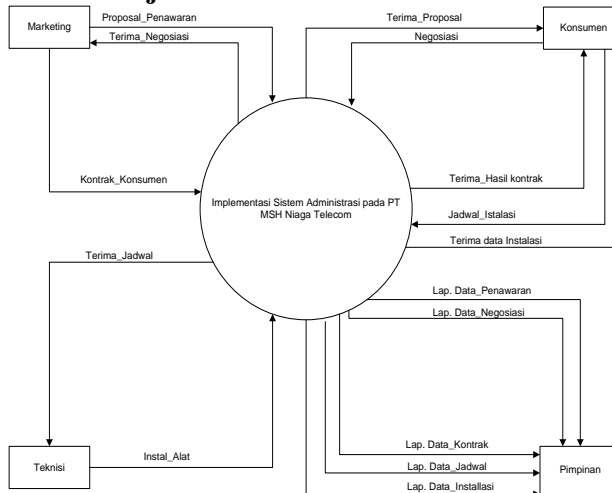 Marketing
Proposal_Penawaran
Terima_Negosiasi
Terima_Proposal
Negosiasi
Konsumen
Kontrak_Konsumen
Implementasi Sistem Administrasi pada PT
MSH Niaga Telecom
Terima_Hasil kontrak
Jadwal_Istalasi
Terima data Instalasi
Terima_Jadwal
Lap. Data_Penawaran
Lap. Data_Negosiasi
Teknisi
Instal_Alat
Lap. Data_Kontrak
Lap. Data_Jadwal
Lap. Data_Installasi
Pimpinan